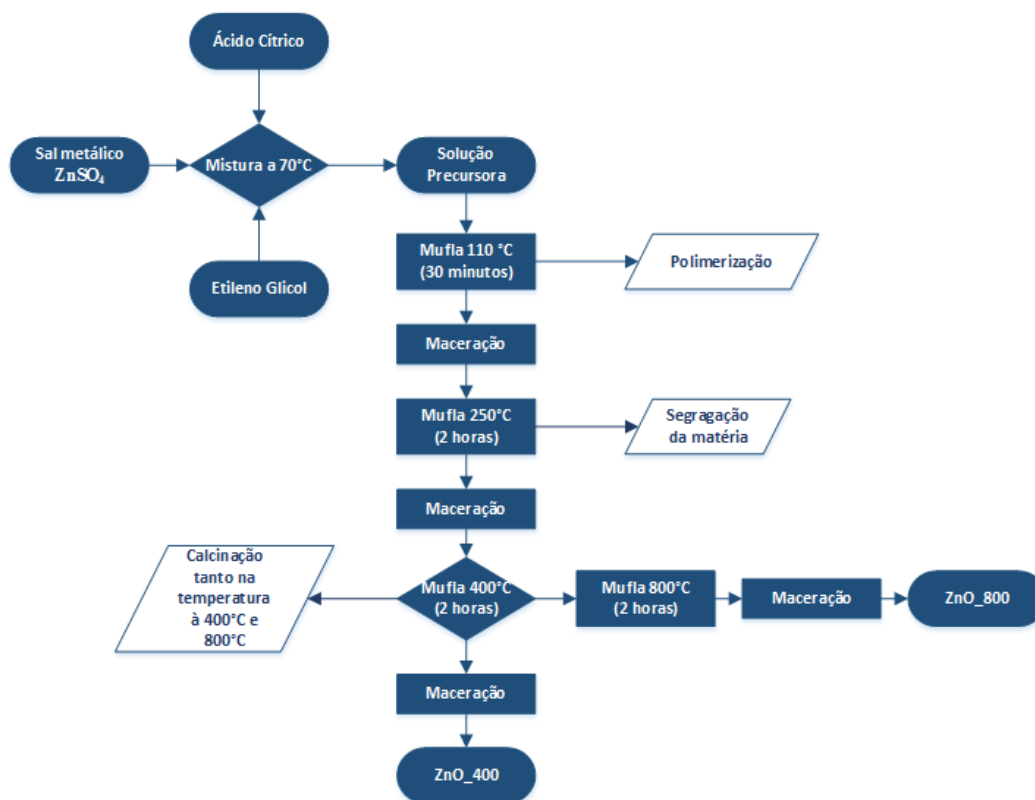 Ácido Cítrico
Sal metálico
ZnSO₄
Mistura a 70°C
Solução
Precursora
Etileno Glicol
Mufla 110 °C
(30 minutos)
Polimerização
Maceração
Mufla 250°C
(2 horas)
Segragação
da matéria
Maceração
Calcinação
tanto na
temperatura
à 400°C e
800°C
Mufla 400°C
(2 horas)
Mufla 800°C
(2 horas)
Maceração
ZnO_800
Maceração
ZnO_400